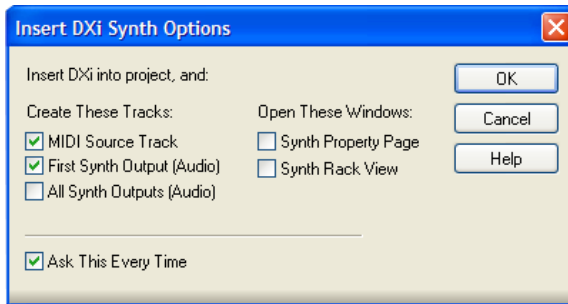 Insert DXi Synth Options
Insert DXi into project, and:
Create These Tracks:
MIDI Source Track
First Synth Output (Audio)
All Synth Outputs (Audio)
Open These Windows:
Synth Property Page
Synth Rack View
Ask This Every Time
OK
Cancel
Help